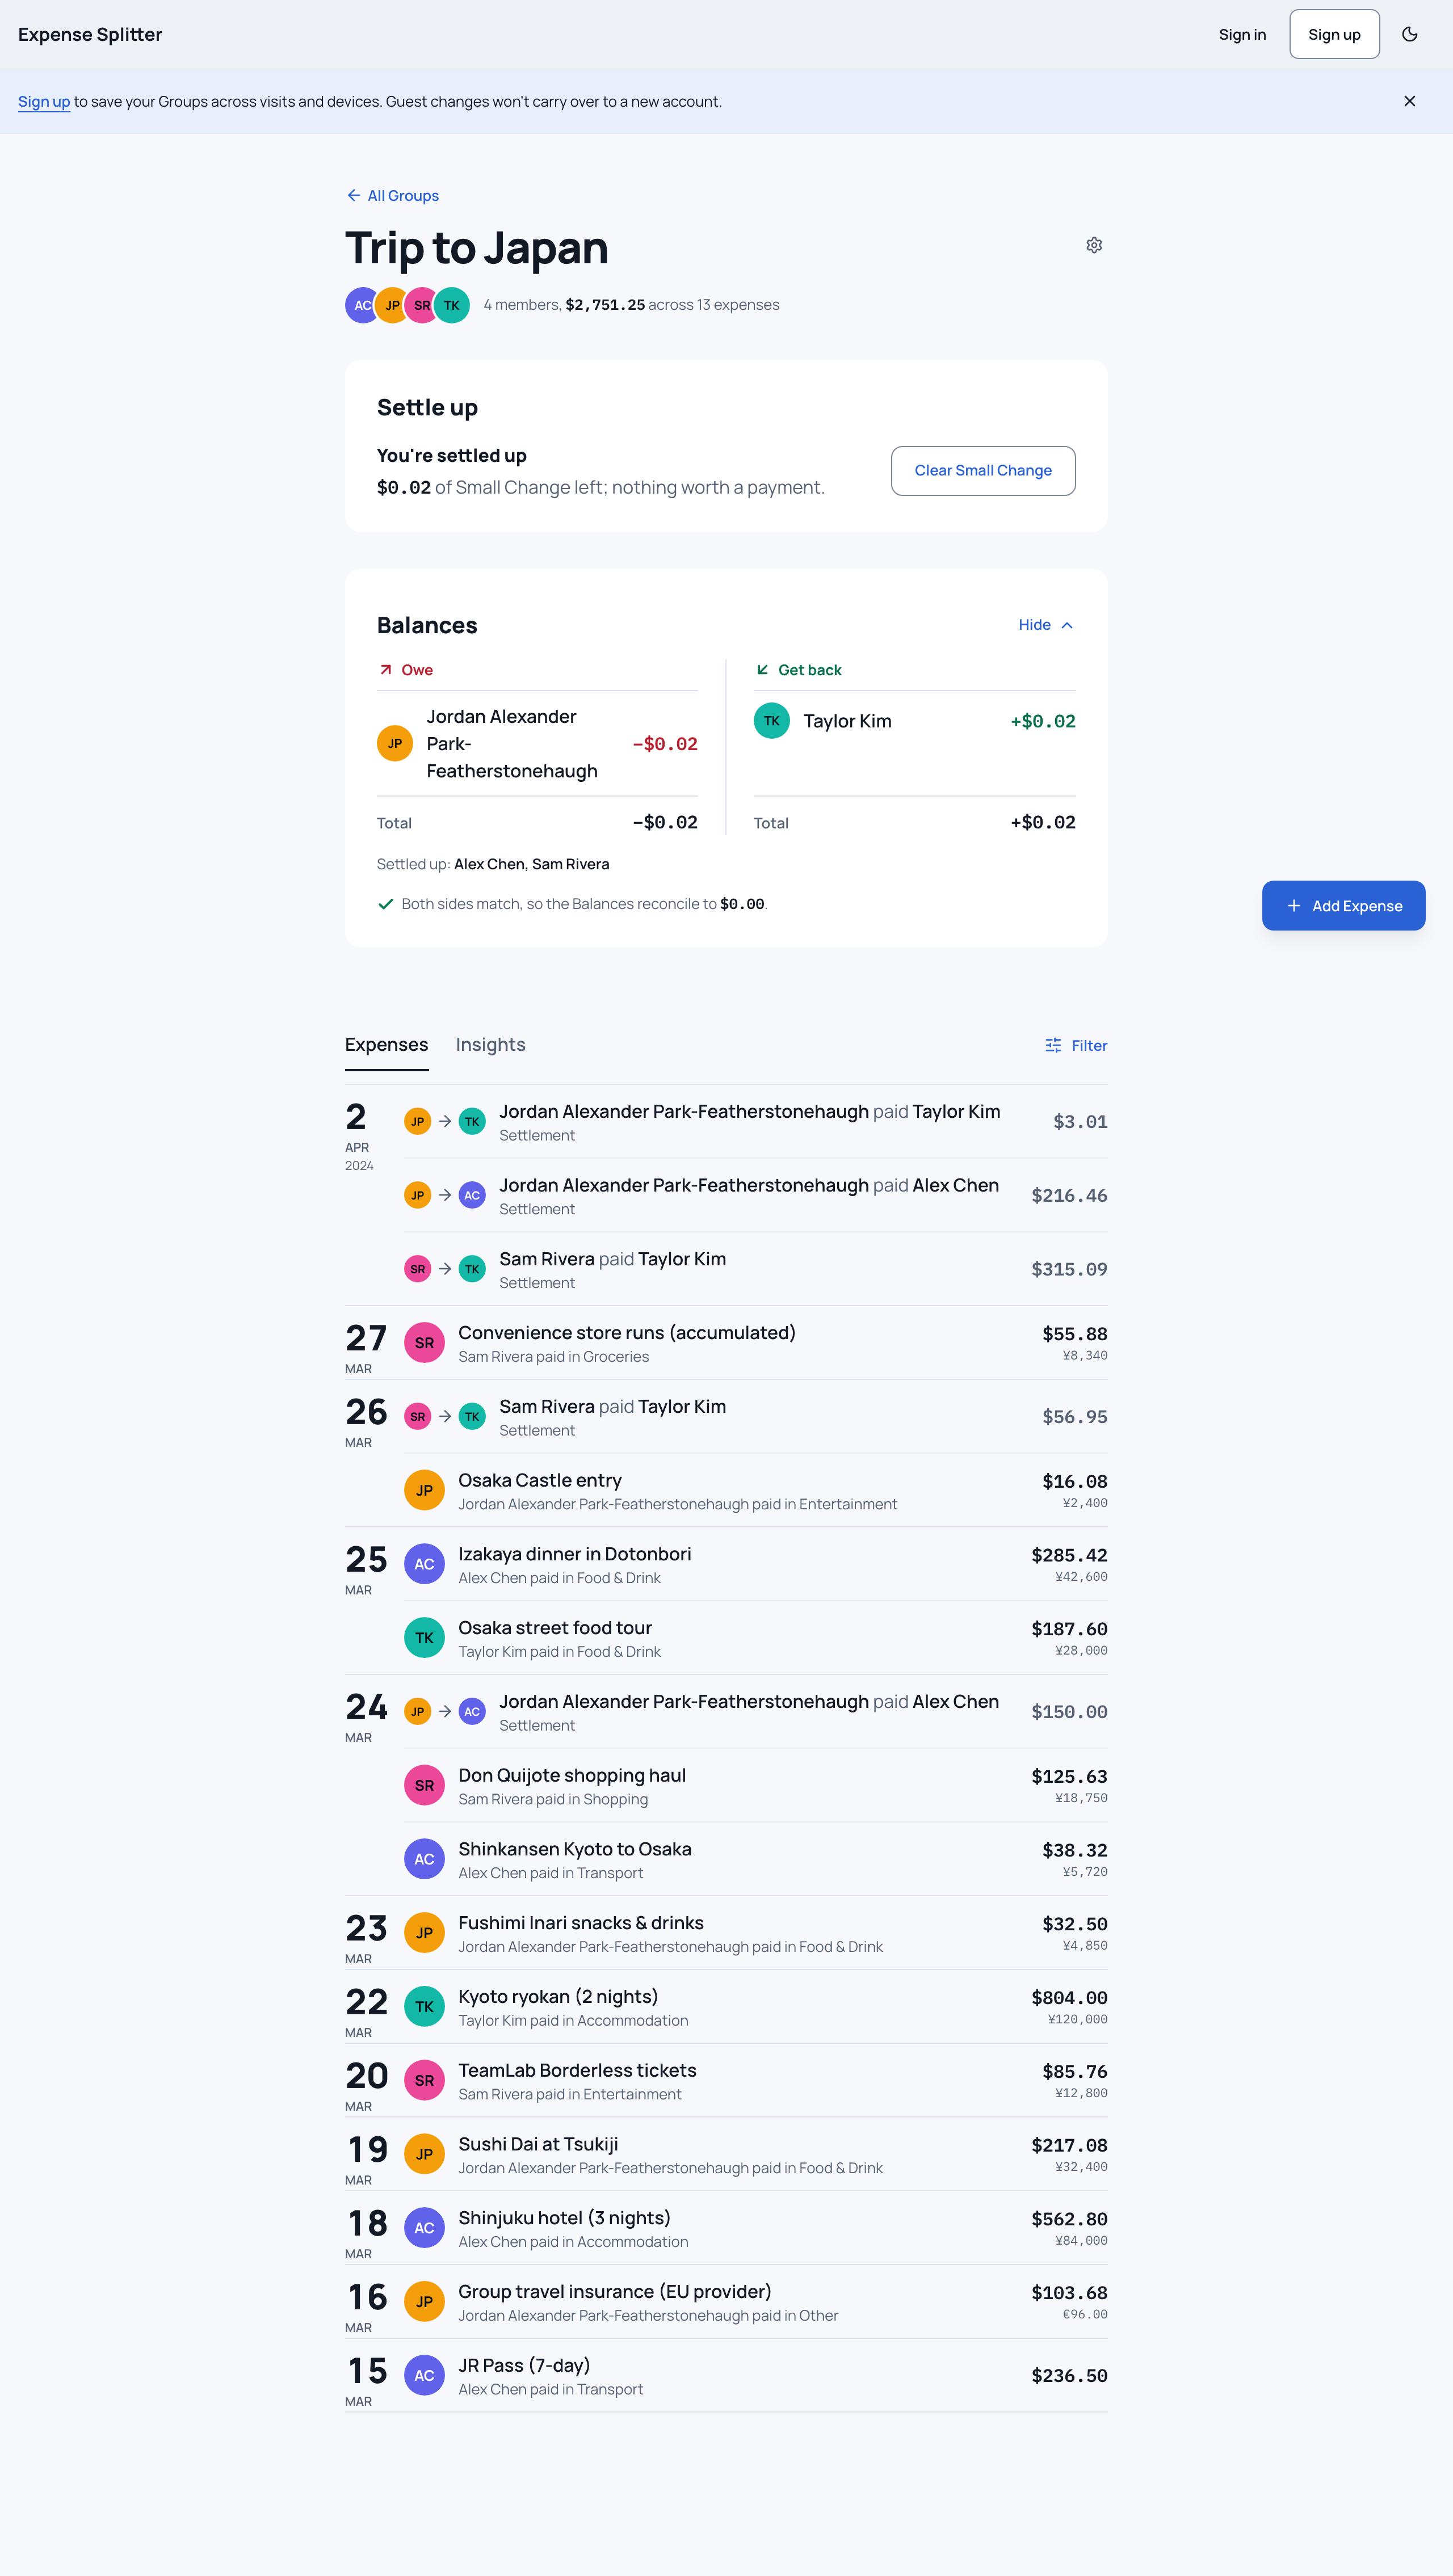 Expense Splitter
Sign in
Sign up
Sign up to save your Groups across visits and devices. Guest changes won't carry over to a new account.
All Groups
Trip to Japan
AC
JP
SR
TK
4 members, $2,751.25 across 13 expenses
Settle up
You're settled up
$0.02 of Small Change left; nothing worth a payment.
Clear Small Change
Balances
Hide
Owe
JP
Jordan Alexander
Park-
Featherstonehaugh
−$0.02
Total
−$0.02
Get back
TK
Taylor Kim
+$0.02
Total
+$0.02
Settled up: Alex Chen, Sam Rivera
Both sides match, so the Balances reconcile to $0.00.
Add Expense
Expenses
Insights
Filter
2
APR
2024
JP
TK
Jordan Alexander Park-Featherstonehaugh paid Taylor Kim
Settlement
$3.01
JP
AC
Jordan Alexander Park-Featherstonehaugh paid Alex Chen
Settlement
$216.46
SR
TK
Sam Rivera paid Taylor Kim
Settlement
$315.09
27
MAR
SR
Convenience store runs (accumulated)
Sam Rivera paid in Groceries
$55.88
¥8,340
26
MAR
SR
TK
Sam Rivera paid Taylor Kim
Settlement
$56.95
JP
Osaka Castle entry
Jordan Alexander Park-Featherstonehaugh paid in Entertainment
$16.08
¥2,400
25
MAR
AC
Izakaya dinner in Dotonbori
Alex Chen paid in Food & Drink
$285.42
¥42,600
TK
Osaka street food tour
Taylor Kim paid in Food & Drink
$187.60
¥28,000
24
MAR
JP
AC
Jordan Alexander Park-Featherstonehaugh paid Alex Chen
Settlement
$150.00
SR
Don Quijote shopping haul
Sam Rivera paid in Shopping
$125.63
¥18,750
AC
Shinkansen Kyoto to Osaka
Alex Chen paid in Transport
$38.32
¥5,720
23
MAR
JP
Fushimi Inari snacks & drinks
Jordan Alexander Park-Featherstonehaugh paid in Food & Drink
$32.50
¥4,850
22
MAR
TK
Kyoto ryokan (2 nights)
Taylor Kim paid in Accommodation
$804.00
¥120,000
20
MAR
SR
TeamLab Borderless tickets
Sam Rivera paid in Entertainment
$85.76
¥12,800
19
MAR
JP
Sushi Dai at Tsukiji
Jordan Alexander Park-Featherstonehaugh paid in Food & Drink
$217.08
¥32,400
18
MAR
AC
Shinjuku hotel (3 nights)
Alex Chen paid in Accommodation
$562.80
¥84,000
16
MAR
JP
Group travel insurance (EU provider)
Jordan Alexander Park-Featherstonehaugh paid in Other
$103.68
€96.00
15
MAR
AC
JR Pass (7-day)
Alex Chen paid in Transport
$236.50